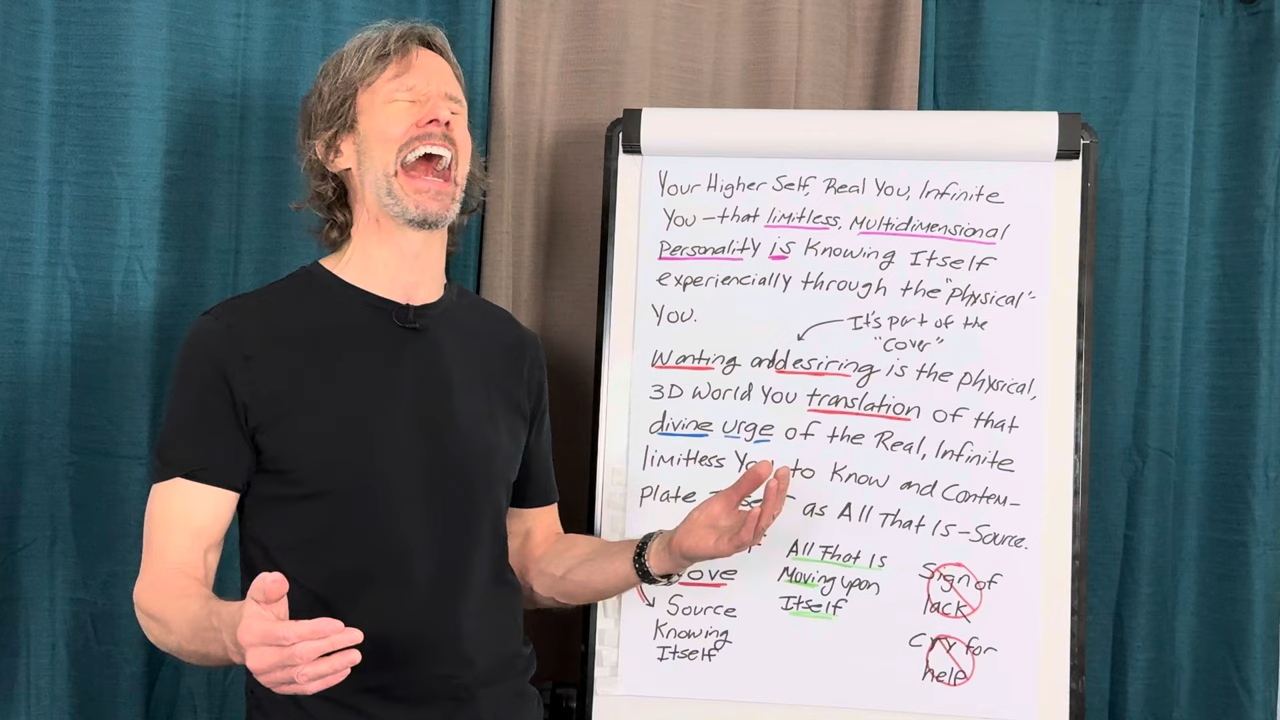 Your Higher Self, Real You, Infinite
You – that limitless, Multidimensional
Personality is Knowing Itself
experiencially through the "physical"
You.
It's part of the
"cover"
Wanting and desiring is the physical,
3D World You translation of that
divine urge of the Real, Infinite
limitless You to Know and Contem-
plate as All That Is – Source.
Source
Knowing
Itself
All That Is
Moving upon
Itself
Sign of
lack
Cry for
help